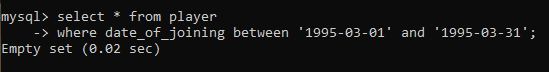 mysql> select * from player
    -> where date_of_joining between '1995-03-01' and '1995-03-31';
Empty set (0.02 sec)